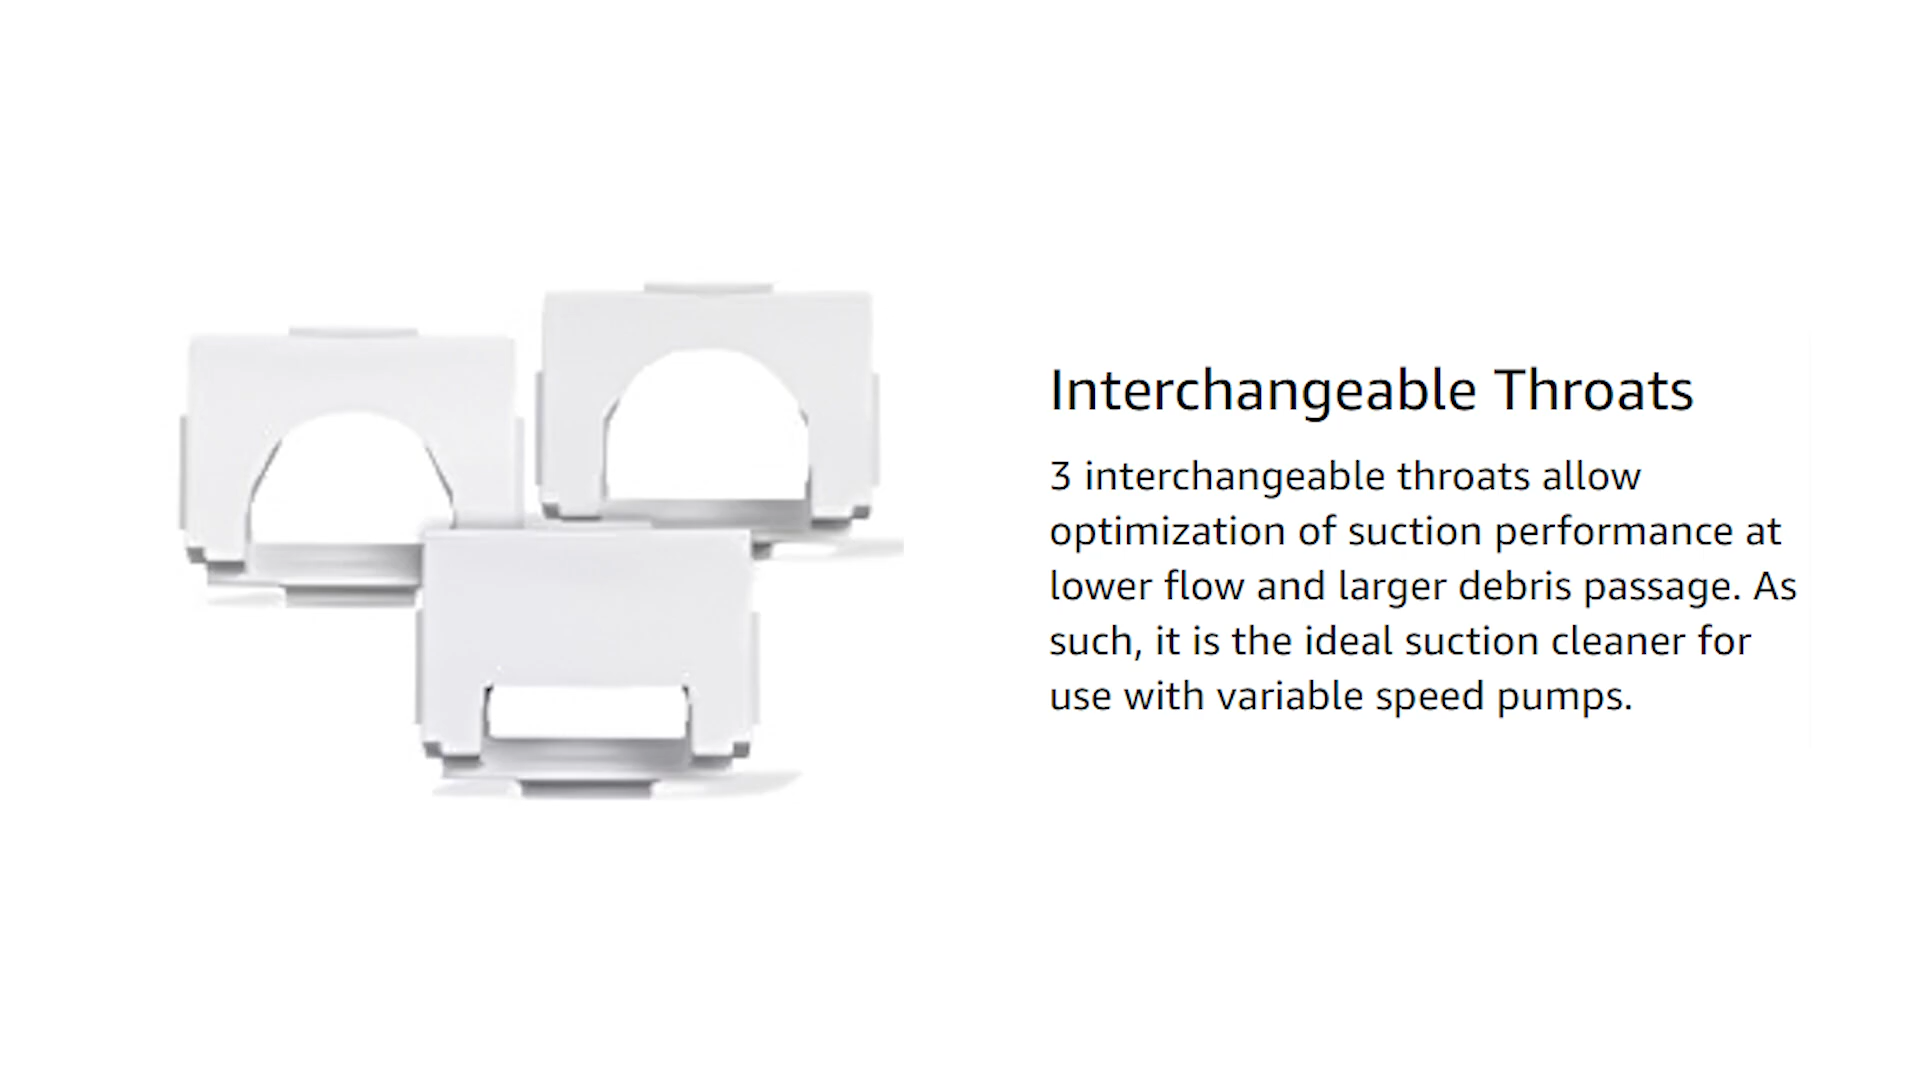 Interchangeable Throats
3 interchangeable throats allow
optimization of suction performance at
lower flow and larger debris passage. As
such, it is the ideal suction cleaner for
use with variable speed pumps.